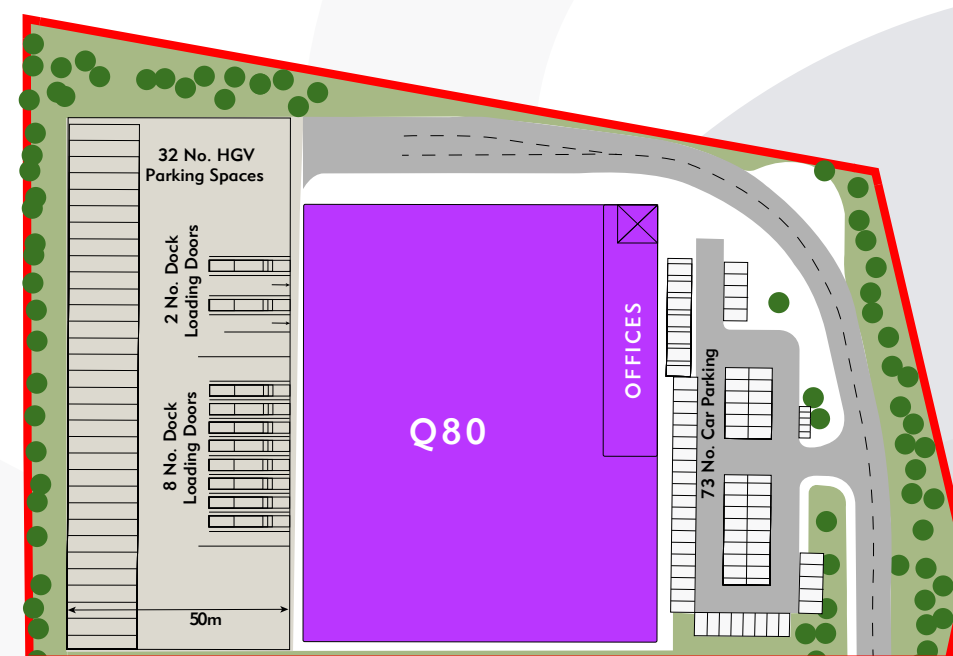 32 No. HGV
Parking Spaces
2 No. Dock
Loading Doors
8 No. Dock
Loading Doors
50m
Q80
OFFICES
73 No. Car Parking